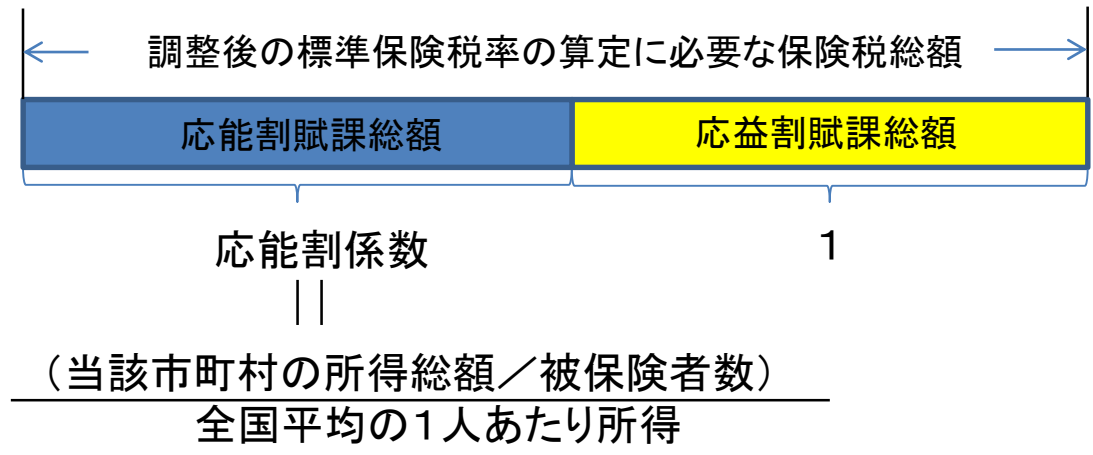 調整後の標準保険税率の算定に必要な保険税総額
応能割賦課総額 応益割賦課総額
応能割係数 1
（当該市町村の所得総額／被保険者数）
全国平均の１人あたり所得